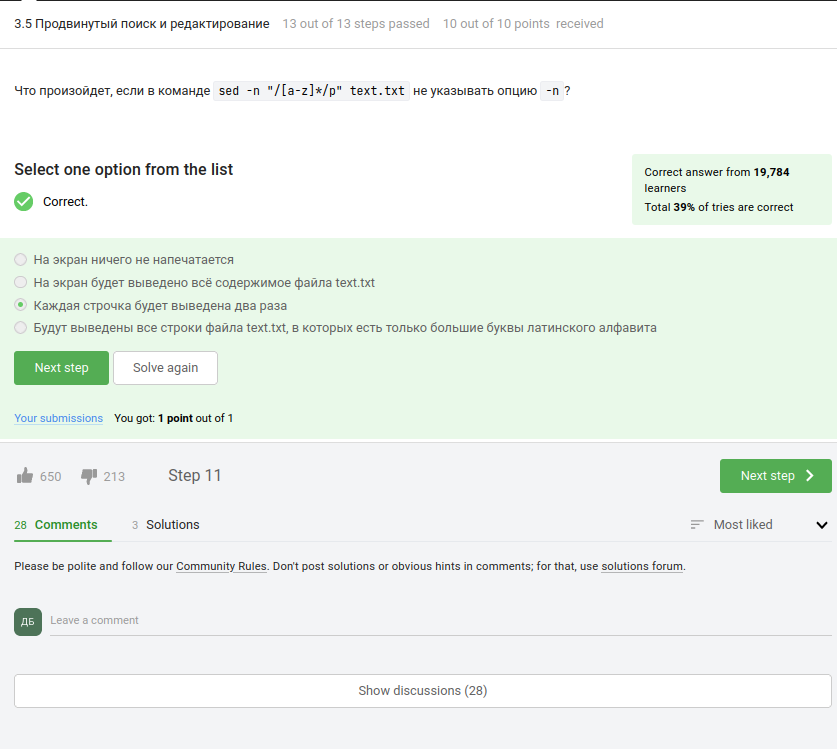 3.5 Продвинутый поиск и редактирование 13 out of 13 steps passed 10 out of 10 points received
Что произойдет, если в команде sed -n "/[a-z]*/p" text.txt не указывать опцию -n ?
Select one option from the list
Correct.
Correct answer from 19,784
learners
Total 39% of tries are correct
На экран ничего не напечатается
На экран будет выведено всё содержимое файла text.txt
Каждая строчка будет выведена два раза
Будут выведены все строки файла text.txt, в которых есть только большие буквы латинского алфавита
Next step Solve again
Your submissions You got: 1 point out of 1
650 213 Step 11 Next step
28 Comments 3 Solutions Most liked
Please be polite and follow our Community Rules. Don't post solutions or obvious hints in comments; for that, use solutions forum.
ДБ Leave a comment
Show discussions (28)